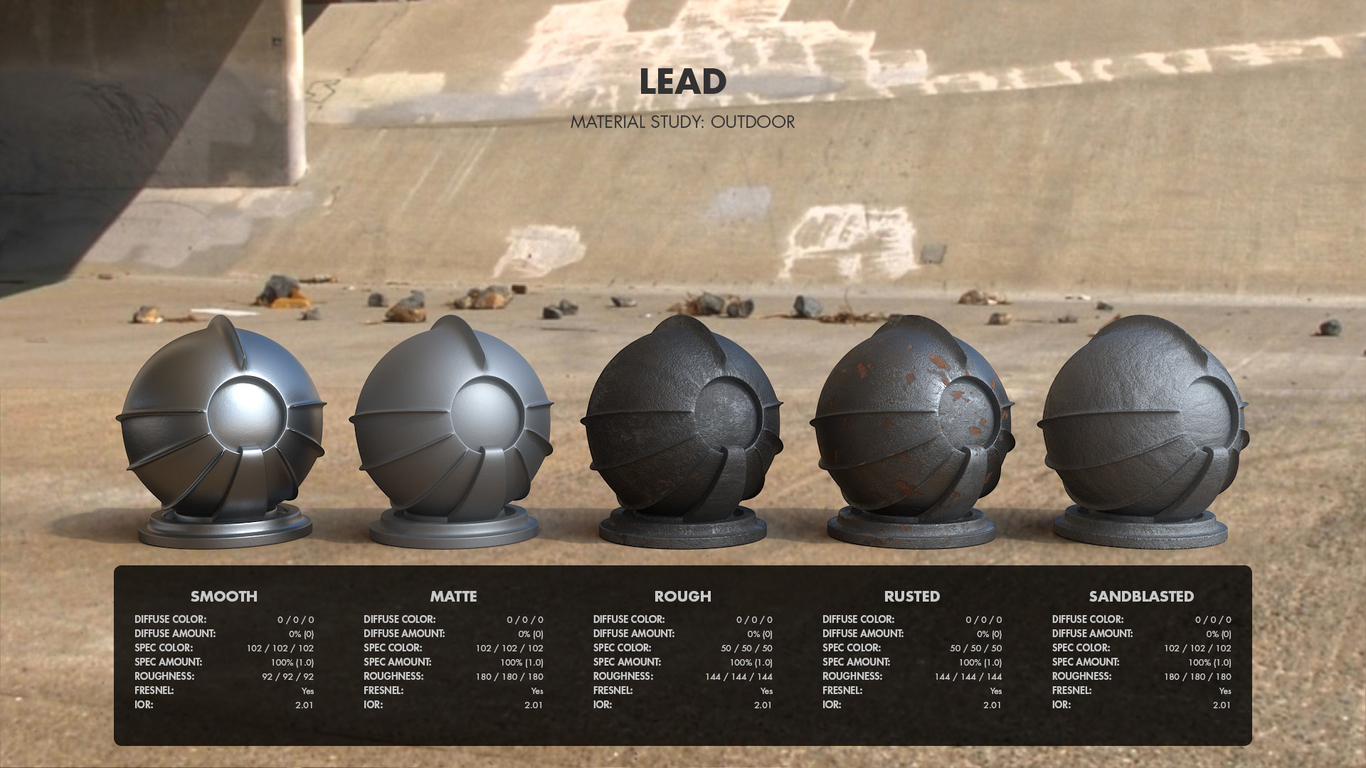 LEAD
MATERIAL STUDY: OUTDOOR
SMOOTH
DIFFUSE COLOR: 0 / 0 / 0
DIFFUSE AMOUNT: 0% (0)
SPEC COLOR: 102 / 102 / 102
SPEC AMOUNT: 100% (1.0)
ROUGHNESS: 92 / 92 / 92
FRESNEL: Yes
IOR: 2.01
MATTE
DIFFUSE COLOR: 0 / 0 / 0
DIFFUSE AMOUNT: 0% (0)
SPEC COLOR: 102 / 102 / 102
SPEC AMOUNT: 100% (1.0)
ROUGHNESS: 180 / 180 / 180
FRESNEL: Yes
IOR: 2.01
ROUGH
DIFFUSE COLOR: 0 / 0 / 0
DIFFUSE AMOUNT: 0% (0)
SPEC COLOR: 50 / 50 / 50
SPEC AMOUNT: 100% (1.0)
ROUGHNESS: 144 / 144 / 144
FRESNEL: Yes
IOR: 2.01
RUSTED
DIFFUSE COLOR: 0 / 0 / 0
DIFFUSE AMOUNT: 0% (0)
SPEC COLOR: 50 / 50 / 50
SPEC AMOUNT: 100% (1.0)
ROUGHNESS: 144 / 144 / 144
FRESNEL: Yes
IOR: 2.01
SANDBLASTED
DIFFUSE COLOR: 0 / 0 / 0
DIFFUSE AMOUNT: 0% (0)
SPEC COLOR: 102 / 102 / 102
SPEC AMOUNT: 100% (1.0)
ROUGHNESS: 180 / 180 / 180
FRESNEL: Yes
IOR: 2.01